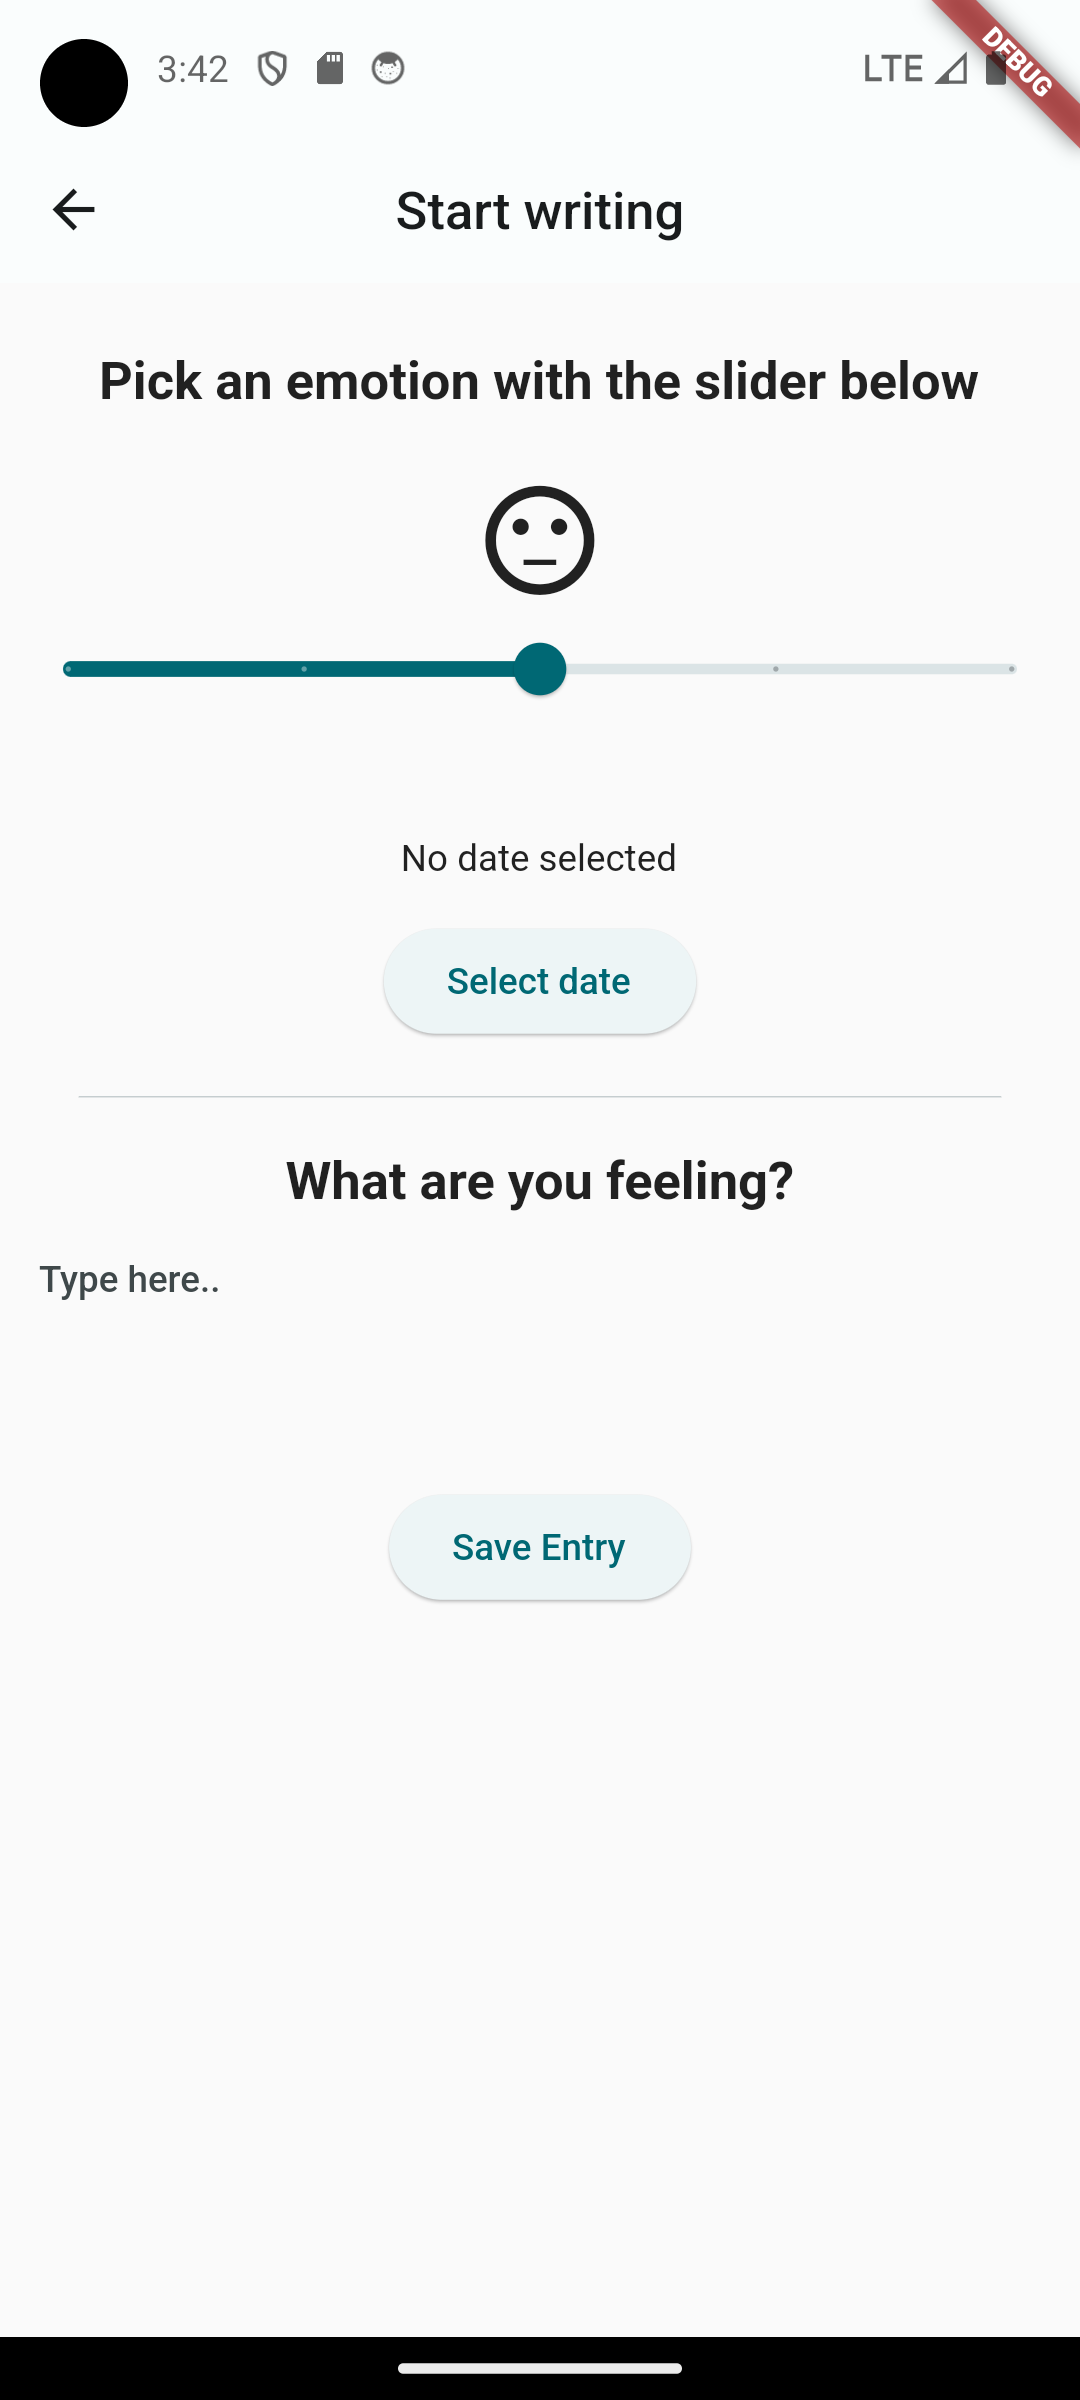 3:42
LTE
DEBUG
Start writing
Pick an emotion with the slider below
No date selected
Select date
What are you feeling?
Type here..
Save Entry